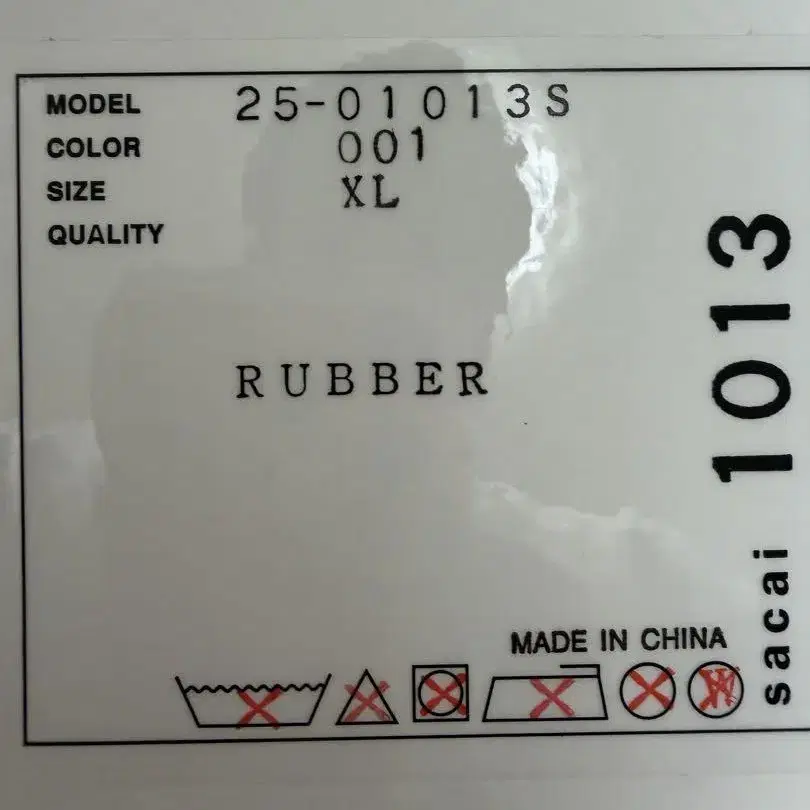 MODEL 25-01013S
COLOR 001
SIZE XL
QUALITY
RUBBER
MADE IN CHINA
sacai 1013